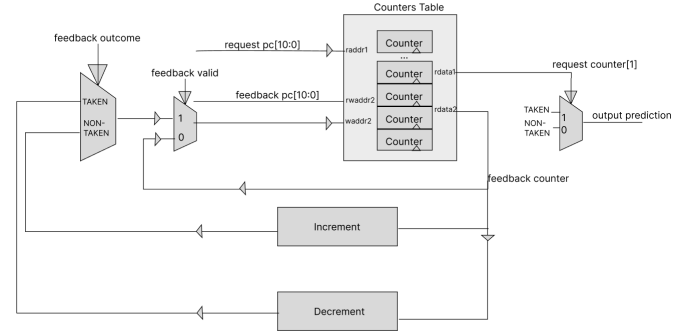 Counters Table
feedback outcome
request pc[10:0]
raddr1
Counter
...
feedback valid
Counter
rdata1
request counter[1]
TAKEN
feedback pc[10:0]
rwaddr2
Counter
rdata2
TAKEN
1
output prediction
NON-
TAKEN
1
0
waddr2
Counter
NON-
TAKEN
0
Counter
feedback counter
Increment
Decrement